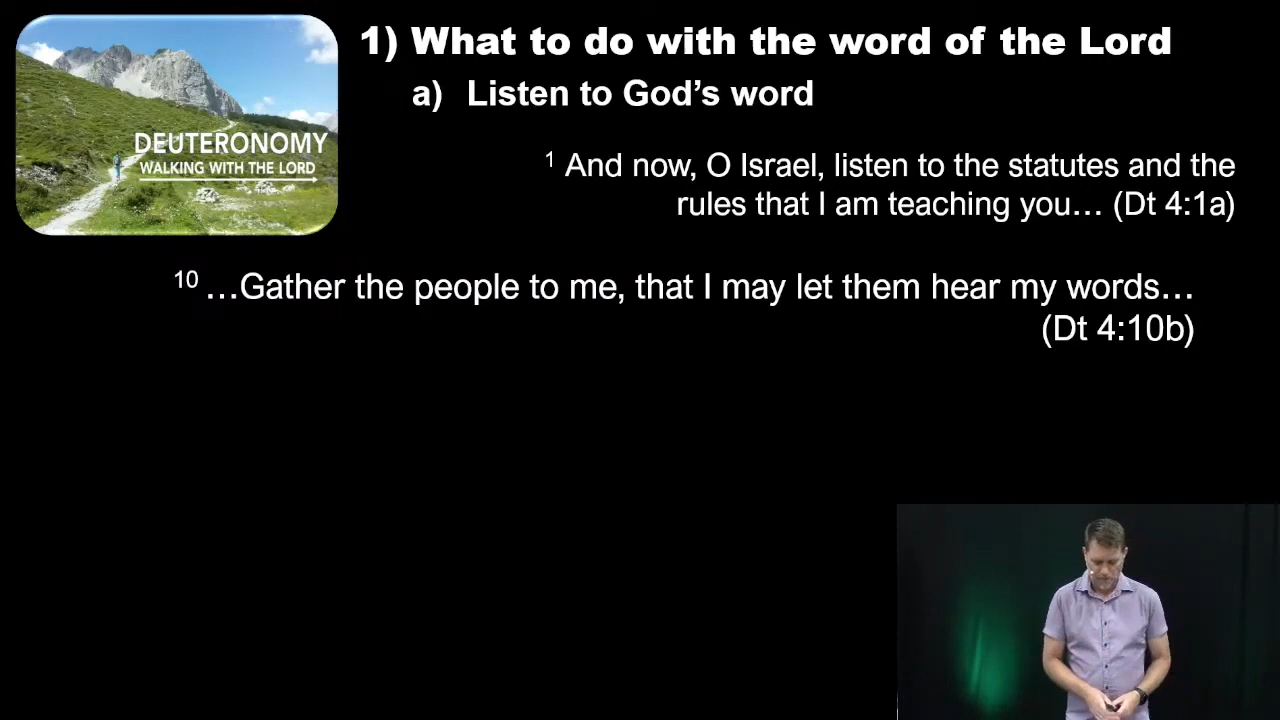 1) What to do with the word of the Lord
a) Listen to God’s word
DEUTERONOMY
WALKING WITH THE LORD
1 And now, O Israel, listen to the statutes and the
rules that I am teaching you… (Dt 4:1a)
10 …Gather the people to me, that I may let them hear my words…
(Dt 4:10b)